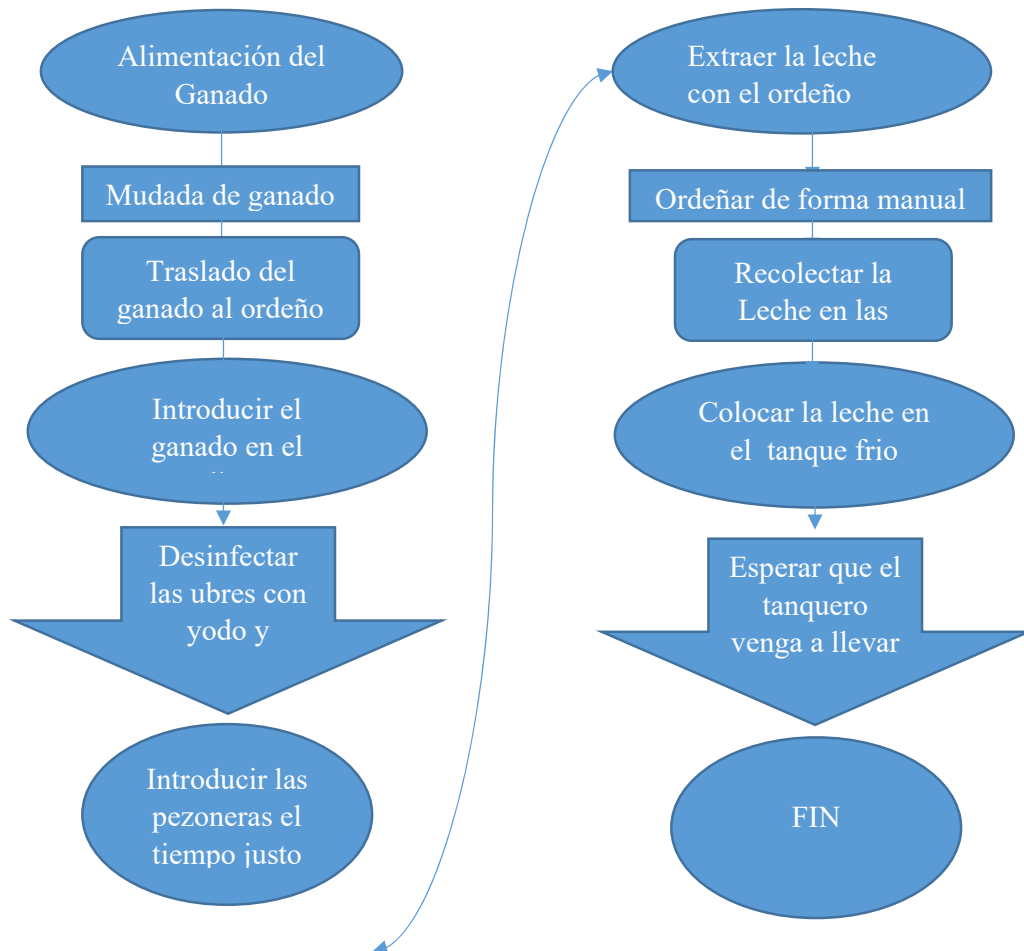 Alimentación del
Ganado
Mudada de ganado
Traslado del
ganado al ordeño
Introducir el
ganado en el
Desinfectar
las ubres con
yodo y
Introducir las
pezoneras el
tiempo justo
Extraer la leche
con el ordeño
Ordeñar de forma manual
Recolectar la
Leche en las
Colocar la leche en
el tanque frio
Esperar que el
tanquero
venga a llevar
FIN